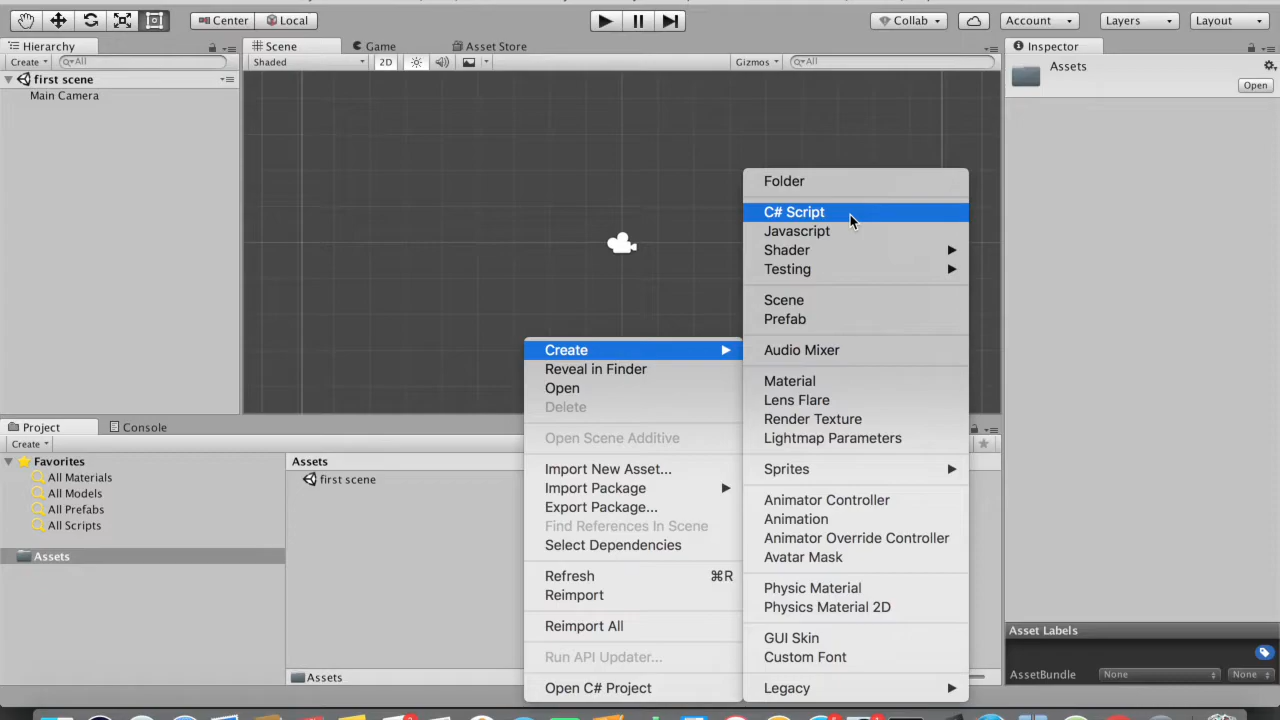 Center
Local
Collab
Account
Layers
Layout
Hierarchy
Scene
Game
Asset Store
Inspector
Create
All
Shaded
2D
Gizmos
All
Assets
Open
first scene
Main Camera
Folder
C# Script
Javascript
Shader
Testing
Scene
Prefab
Audio Mixer
Material
Lens Flare
Render Texture
Lightmap Parameters
Sprites
Animator Controller
Animation
Animator Override Controller
Avatar Mask
Physic Material
Physics Material 2D
GUI Skin
Custom Font
Legacy
Create
Reveal in Finder
Open
Delete
Open Scene Additive
Import New Asset...
Import Package
Export Package...
Find References In Scene
Select Dependencies
Refresh ⌘R
Reimport
Reimport All
Run API Updater...
Open C# Project
Project
Console
Create
Favorites
All Materials
All Models
All Prefabs
All Scripts
Assets
Assets
first scene
Assets
Asset Labels
AssetBundle
None
None